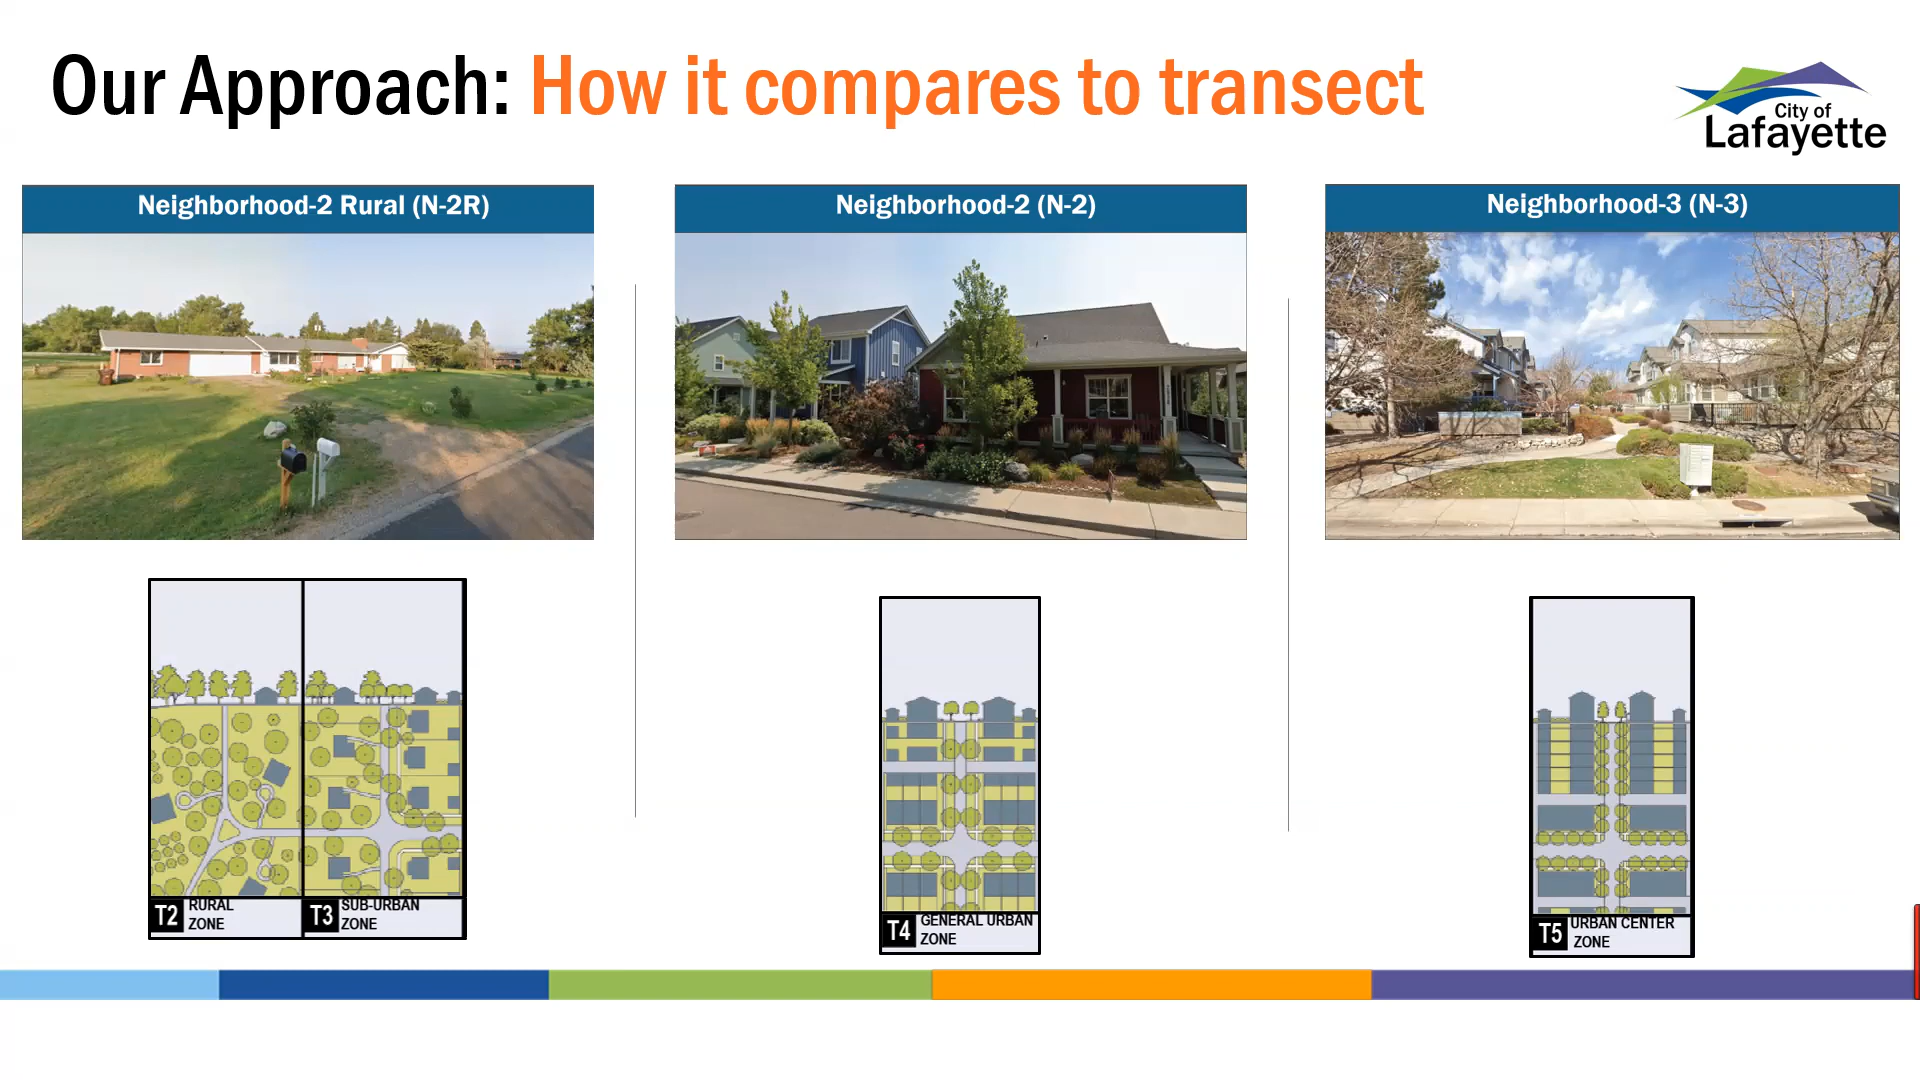 Our Approach: How it compares to transect
City of
Lafayette
Neighborhood-2 Rural (N-2R)
Neighborhood-2 (N-2)
Neighborhood-3 (N-3)
T2 RURAL
ZONE
T3 SUB-URBAN
ZONE
T4 GENERAL URBAN
ZONE
T5 URBAN CENTER
ZONE